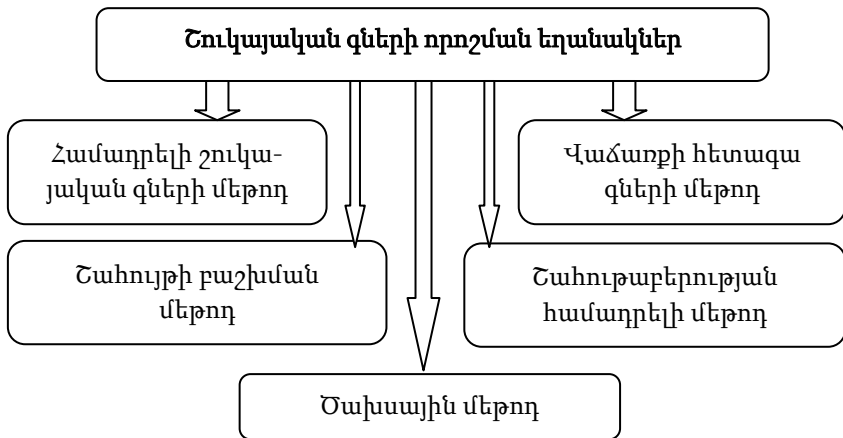 Շուկայական գների որոշման եղանակներ
Համադրելի շուկա-
յական գների մեթոդ
Վաճառքի հետագա
գների մեթոդ
Շահույթի բաշխման
մեթոդ
Շահութաբերության
համադրելի մեթոդ
Ծախսային մեթոդ